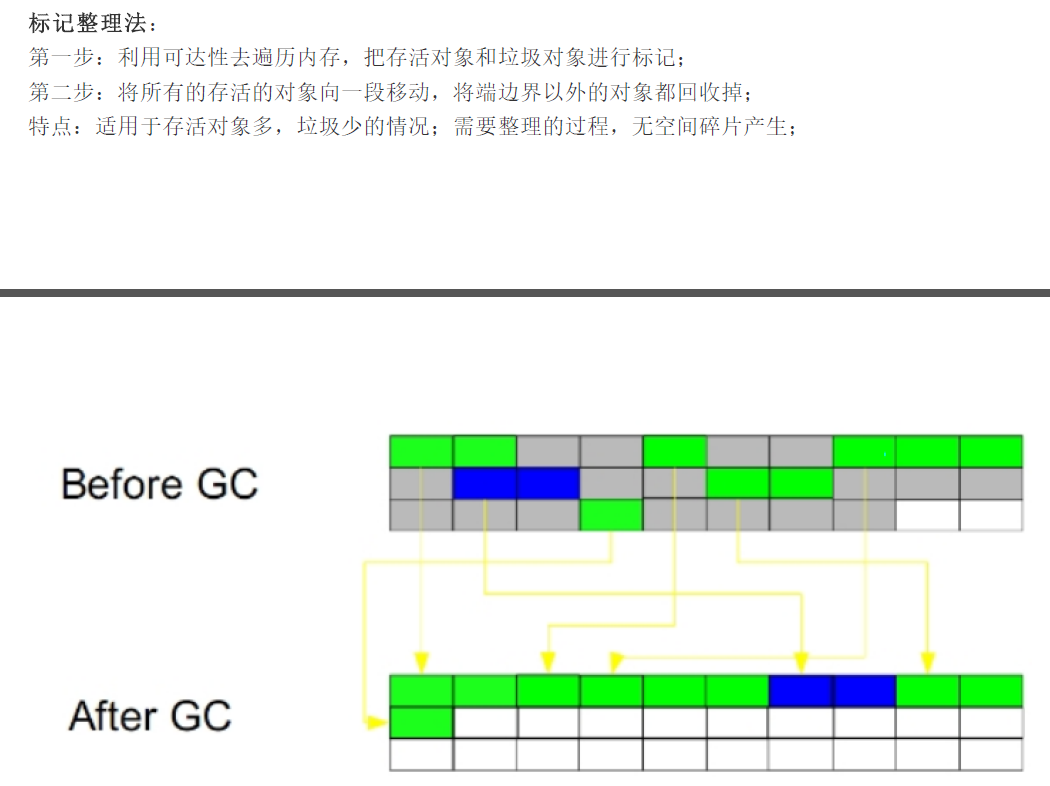 标记整理法：
第一步：利用可达性去遍历内存，把存活对象和垃圾对象进行标记；
第二步：将所有的存活的对象向一段移动，将端边界以外的对象都回收掉；
特点：适用于存活对象多，垃圾少的情况；需要整理的过程，无空间碎片产生；
Before GC
After GC